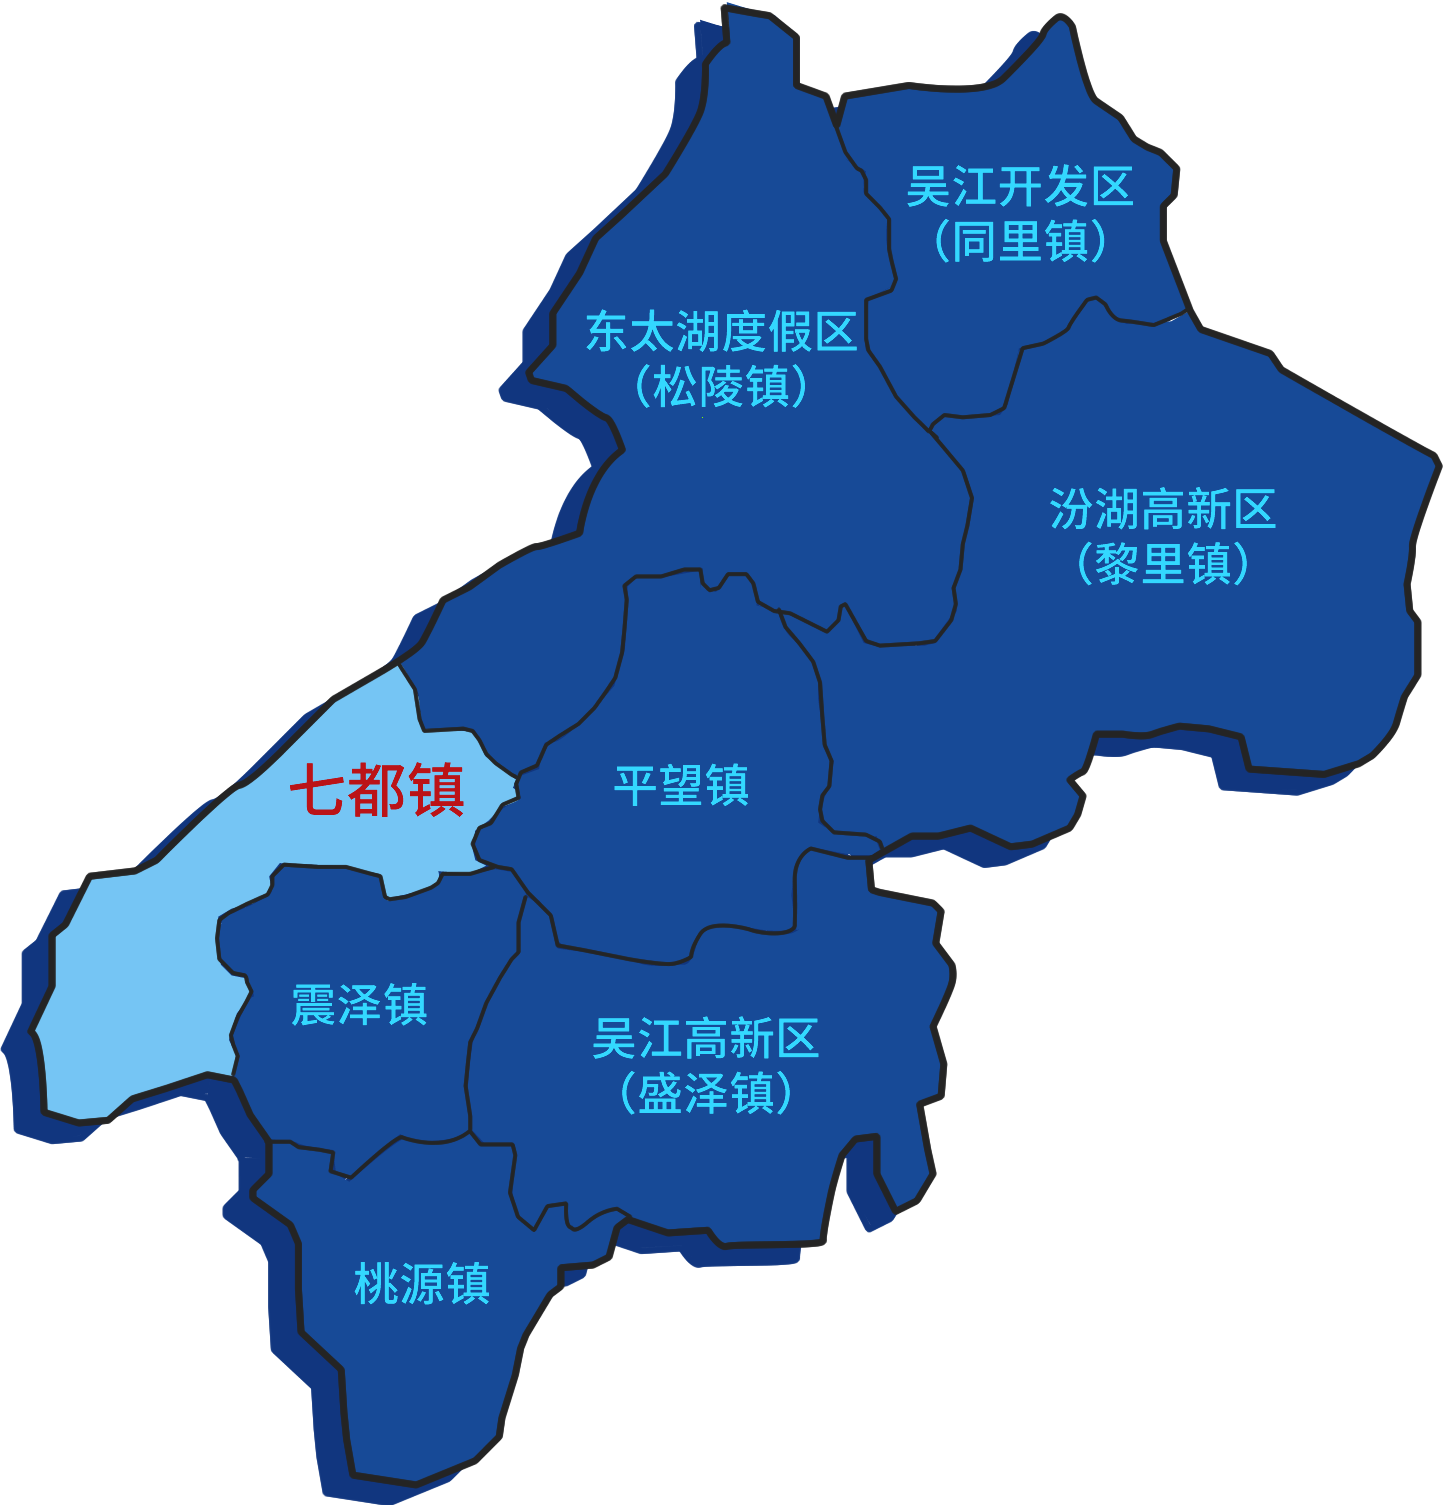 吴江开发区
（同里镇）
东太湖度假区
（松陵镇）
汾湖高新区
（黎里镇）
七都镇
平望镇
震泽镇
吴江高新区
（盛泽镇）
桃源镇